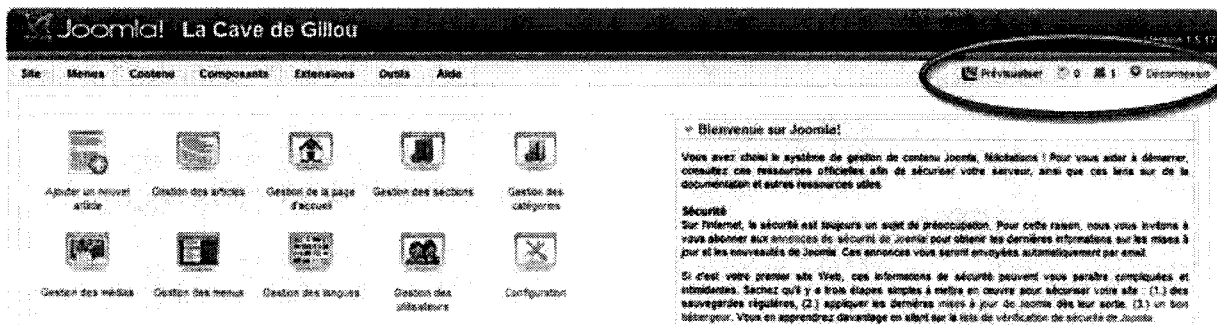 Joomla! La Cave de Gillou
Version 1.5.17
Site Menus Contenu Composants Extensions Outils Aide
Prévisualiser 0 1 Déconnexion
Bienvenue sur Joomla!
Vous avez choisi le système de gestion de contenu Joomla, félicitations ! Pour vous aider à démarrer,
consultez ces ressources officielles afin de sécuriser votre serveur, ainsi que ces liens sur de la
documentation et autres ressources utiles.
Ajouter un nouvel
article
Gestion des articles
Gestion de la page
d'accueil
Gestion des sections
Gestion des
catégories
Sécurité
Sur l'Internet, la sécurité est toujours un sujet de préoccupation. Pour cette raison, nous vous invitons à
vous abonner aux annonces de sécurité de Joomla pour obtenir les dernières informations sur les mises à
jour et les nouveautés de Joomla. Ces annonces vous seront envoyées automatiquement par email.
Si c'est votre premier site Web, ces informations de sécurité peuvent vous paraître compliquées et
intimidantes. Sachez qu'il y a trois étapes simples à mettre en œuvre pour sécuriser votre site : (1.) des
sauvegardes régulières, (2.) appliquer les dernières mises à jour de Joomla dès leur sortie, (3.) un bon
hébergeur. Vous en apprendrez davantage en allant sur la liste de vérification de sécurité de Joomla.
Gestion des médias
Gestion des menus
Gestion des langues
Gestion des
utilisateurs
Configuration